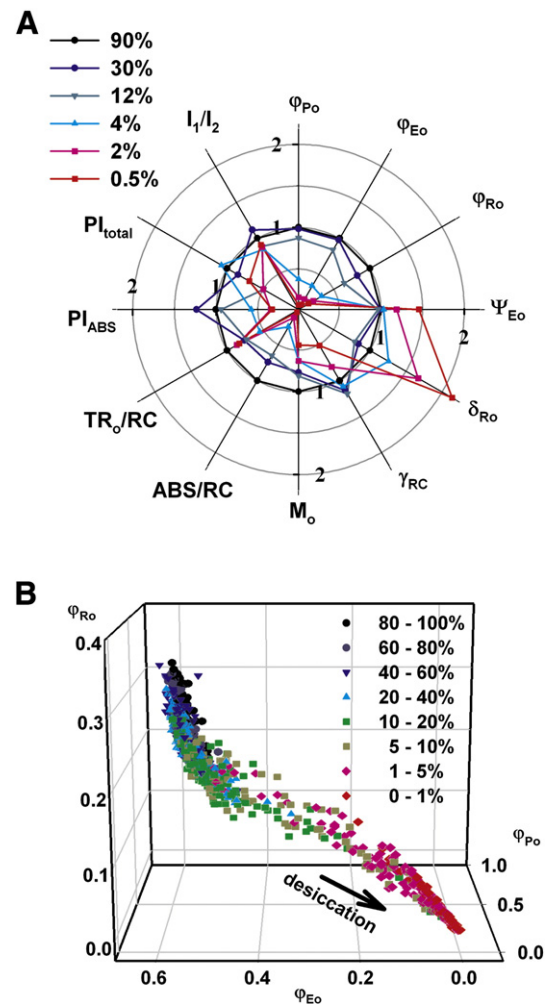 A
90%
30%
12%
4%
2%
0.5%
φPo
φEo
φRo
ΨEo
δRo
γRC
Mo
ABS/RC
TRo/RC
PIABS
PItotal
I1/I2
2
1
2
1
2
1
2
1
B
φRo
0.4
0.3
0.2
0.1
0.0
80 - 100%
60 - 80%
40 - 60%
20 - 40%
10 - 20%
5 - 10%
1 - 5%
0 - 1%
desiccation
φPo
1.0
0.5
0.0
0.6
0.4
0.2
0.0
φEo